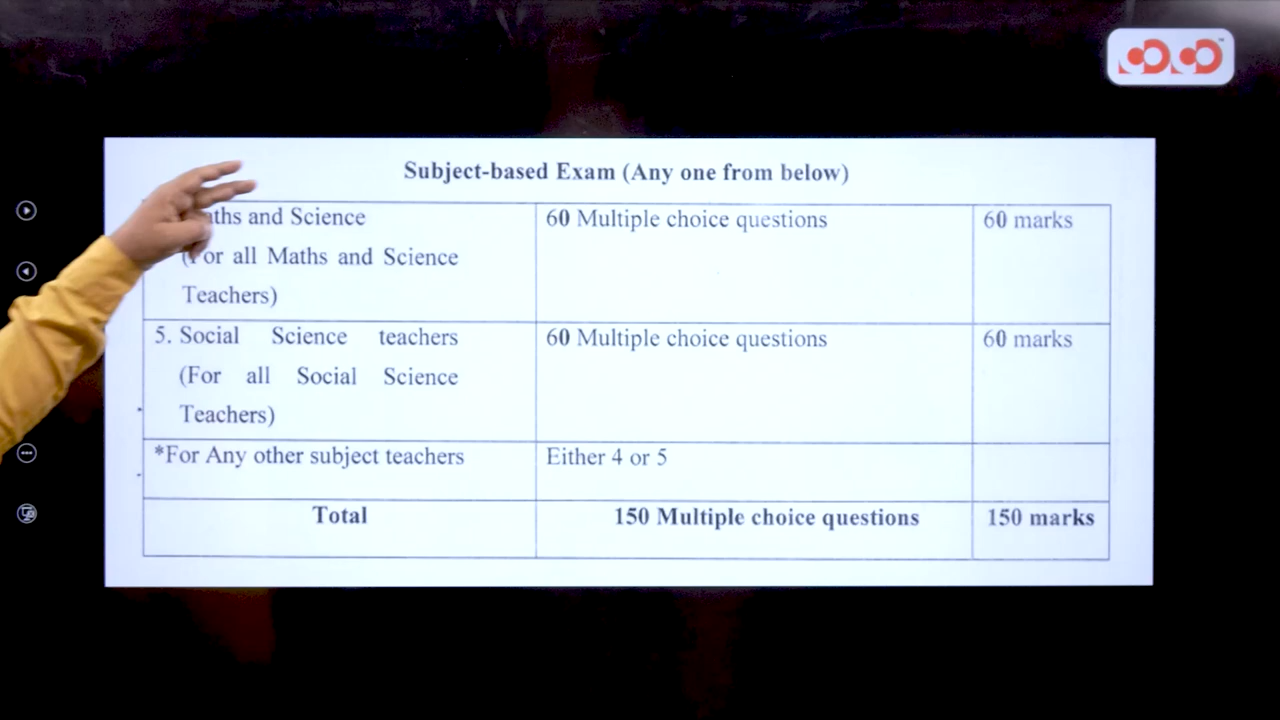 Subject-based Exam (Any one from below)
and Science
60 Multiple choice questions
60 marks
(For all Maths and Science
Teachers)
5. Social Science teachers
60 Multiple choice questions
60 marks
(For all Social Science
Teachers)
*For Any other subject teachers
Either 4 or 5
Total
150 Multiple choice questions
150 marks